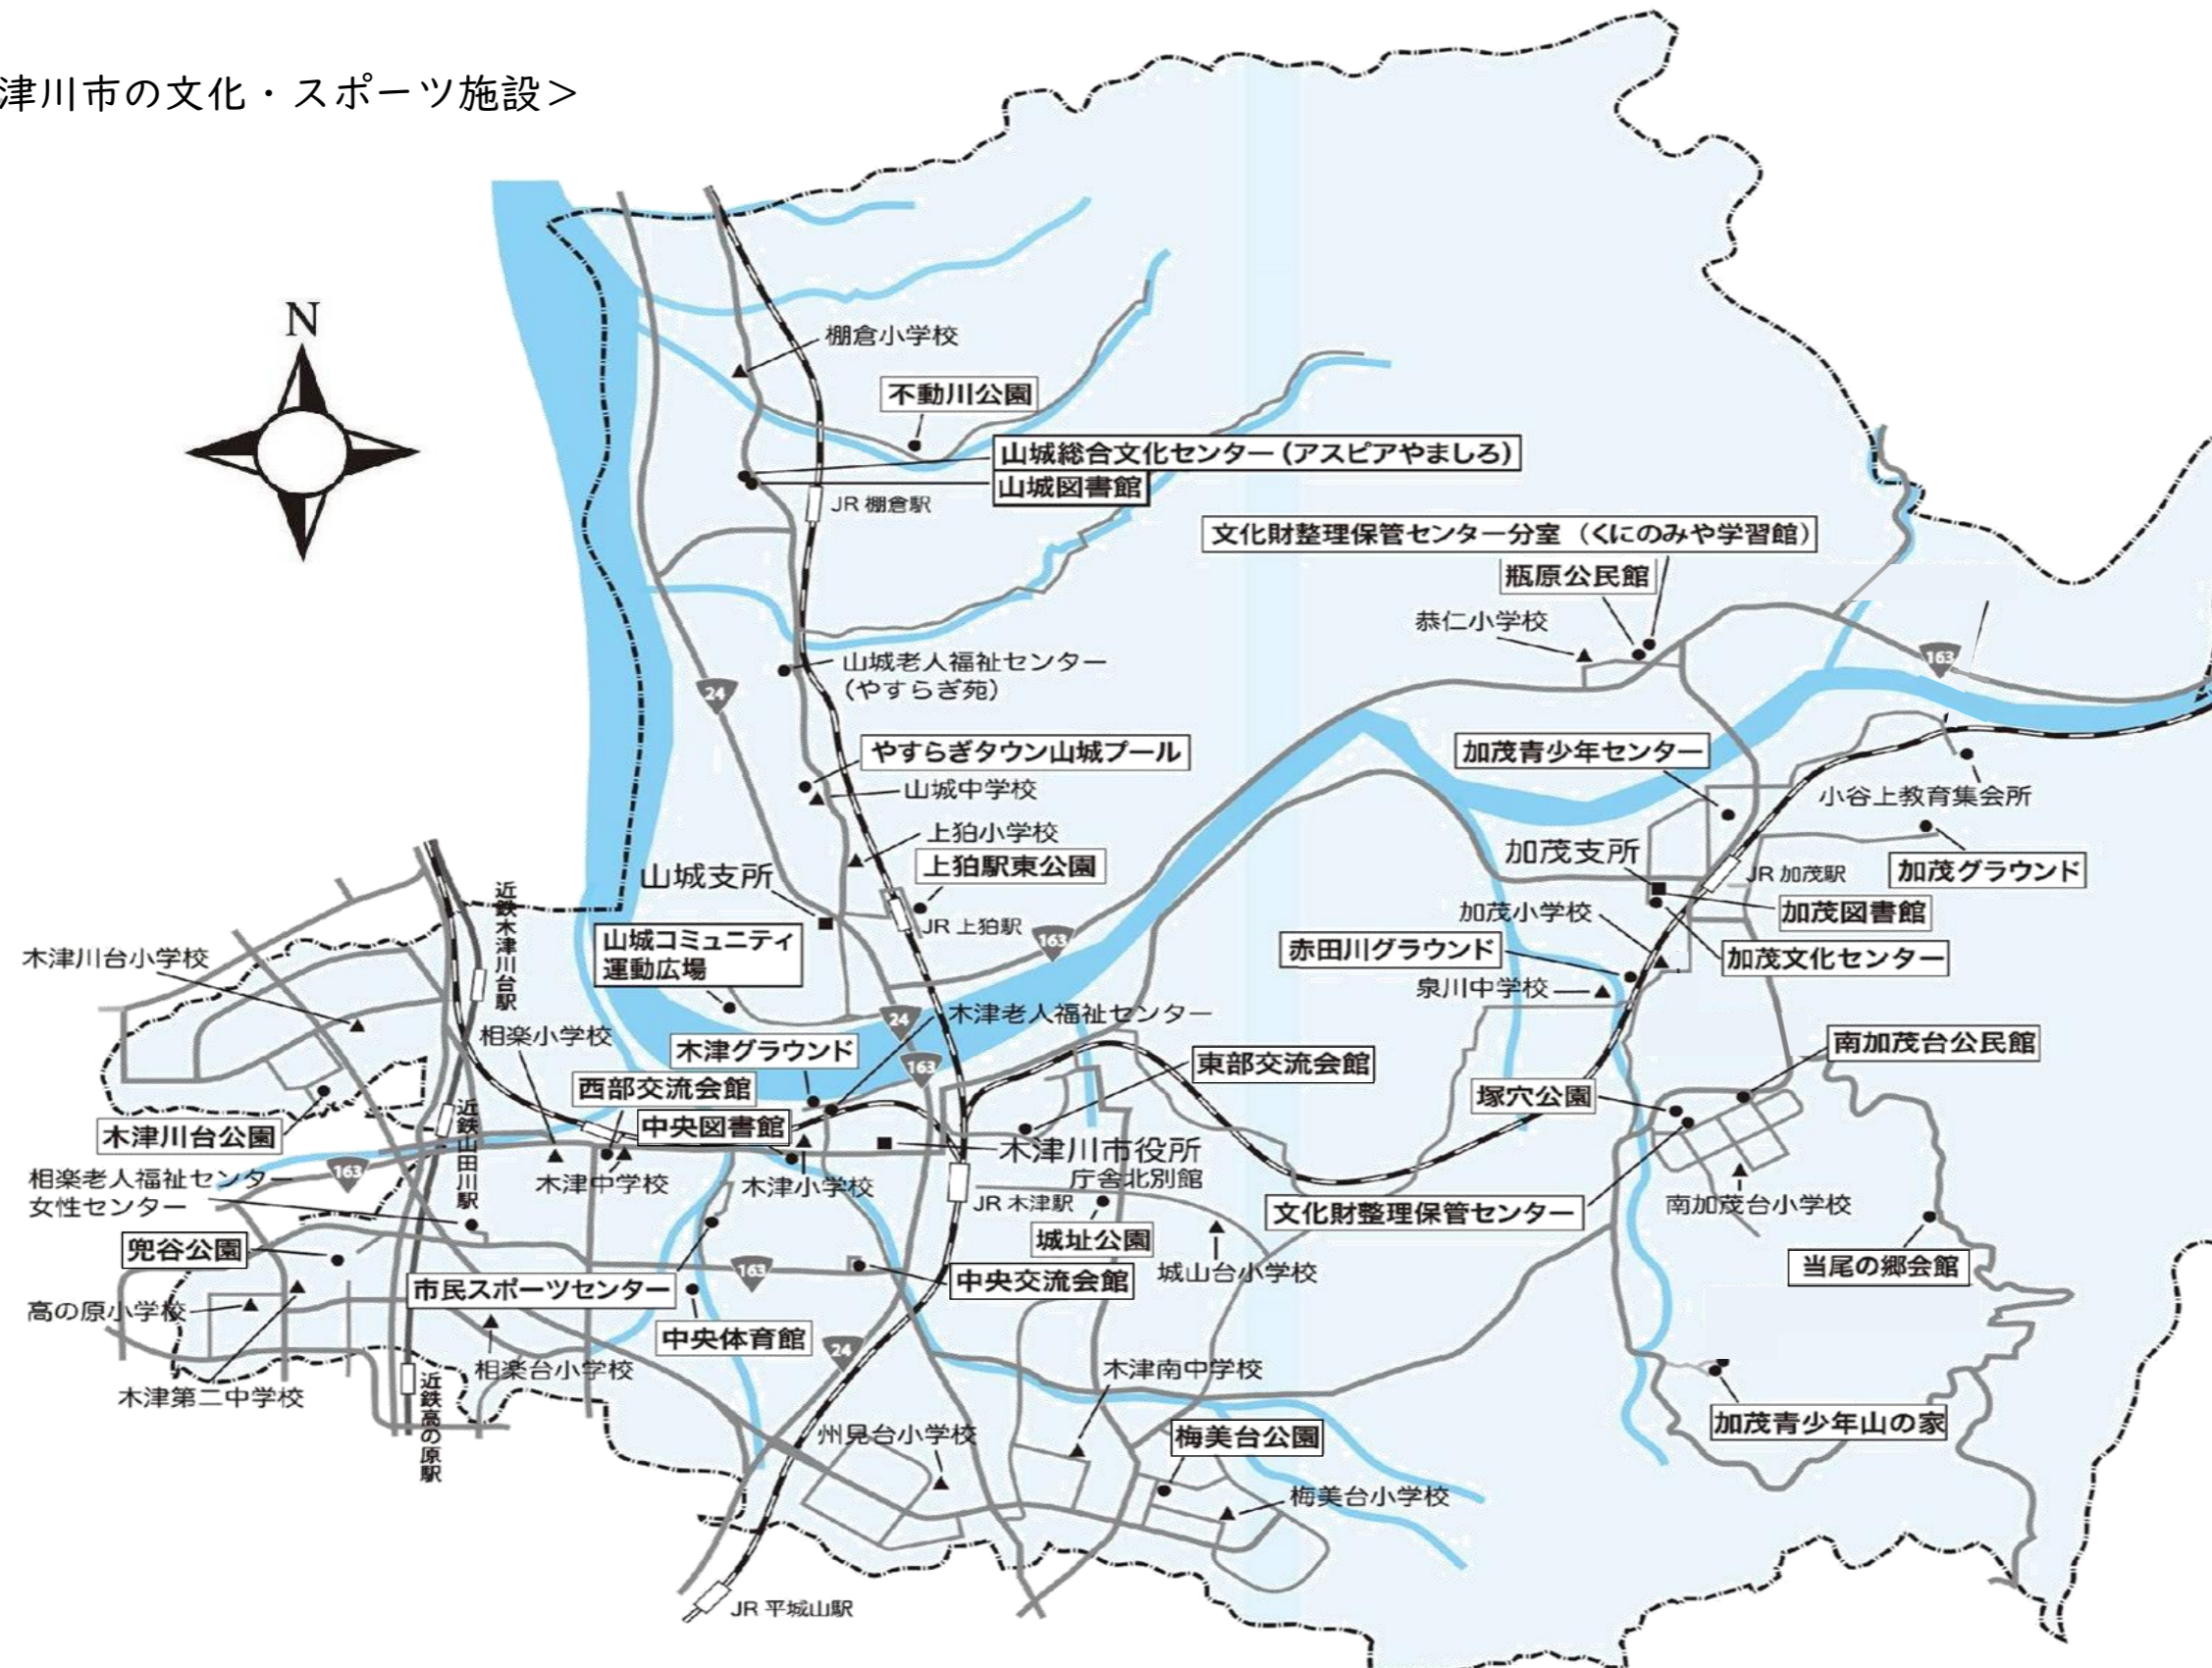 津川市の文化・スポーツ施設＞
N
棚倉小学校
不動川公園
山城総合文化センター（アスピアやましろ）
山城図書館
JR 棚倉駅
文化財整理保管センター分室（くにのみや学習館）
瓶原公民館
恭仁小学校
163
山城老人福祉センター
（やすらぎ苑）
24
やすらぎタウン山城プール
山城中学校
加茂青少年センター
小谷上教育集会所
上狛小学校
上狛駅東公園
山城支所
加茂支所
JR 加茂駅
加茂グラウンド
JR 上狛駅
加茂小学校
加茂図書館
近鉄木津川台駅
山城コミュニティ
運動広場
163
赤田川グラウンド
加茂文化センター
木津川台小学校
泉川中学校
24
木津老人福祉センター
相楽小学校
木津グラウンド
163
東部交流会館
南加茂台公民館
西部交流会館
塚穴公園
中央図書館
木津川台公園
近鉄山田川駅
木津川市役所
庁舎北別館
163
相楽老人福祉センター
女性センター
木津中学校
木津小学校
JR 木津駅
文化財整理保管センター
南加茂台小学校
城址公園
兜谷公園
城山台小学校
当尾の郷会館
163
市民スポーツセンター
中央交流会館
高の原小学校
中央体育館
24
相楽台小学校
木津南中学校
木津第二中学校
近鉄高の原駅
州見台小学校
梅美台公園
加茂青少年山の家
梅美台小学校
JR 平城山駅